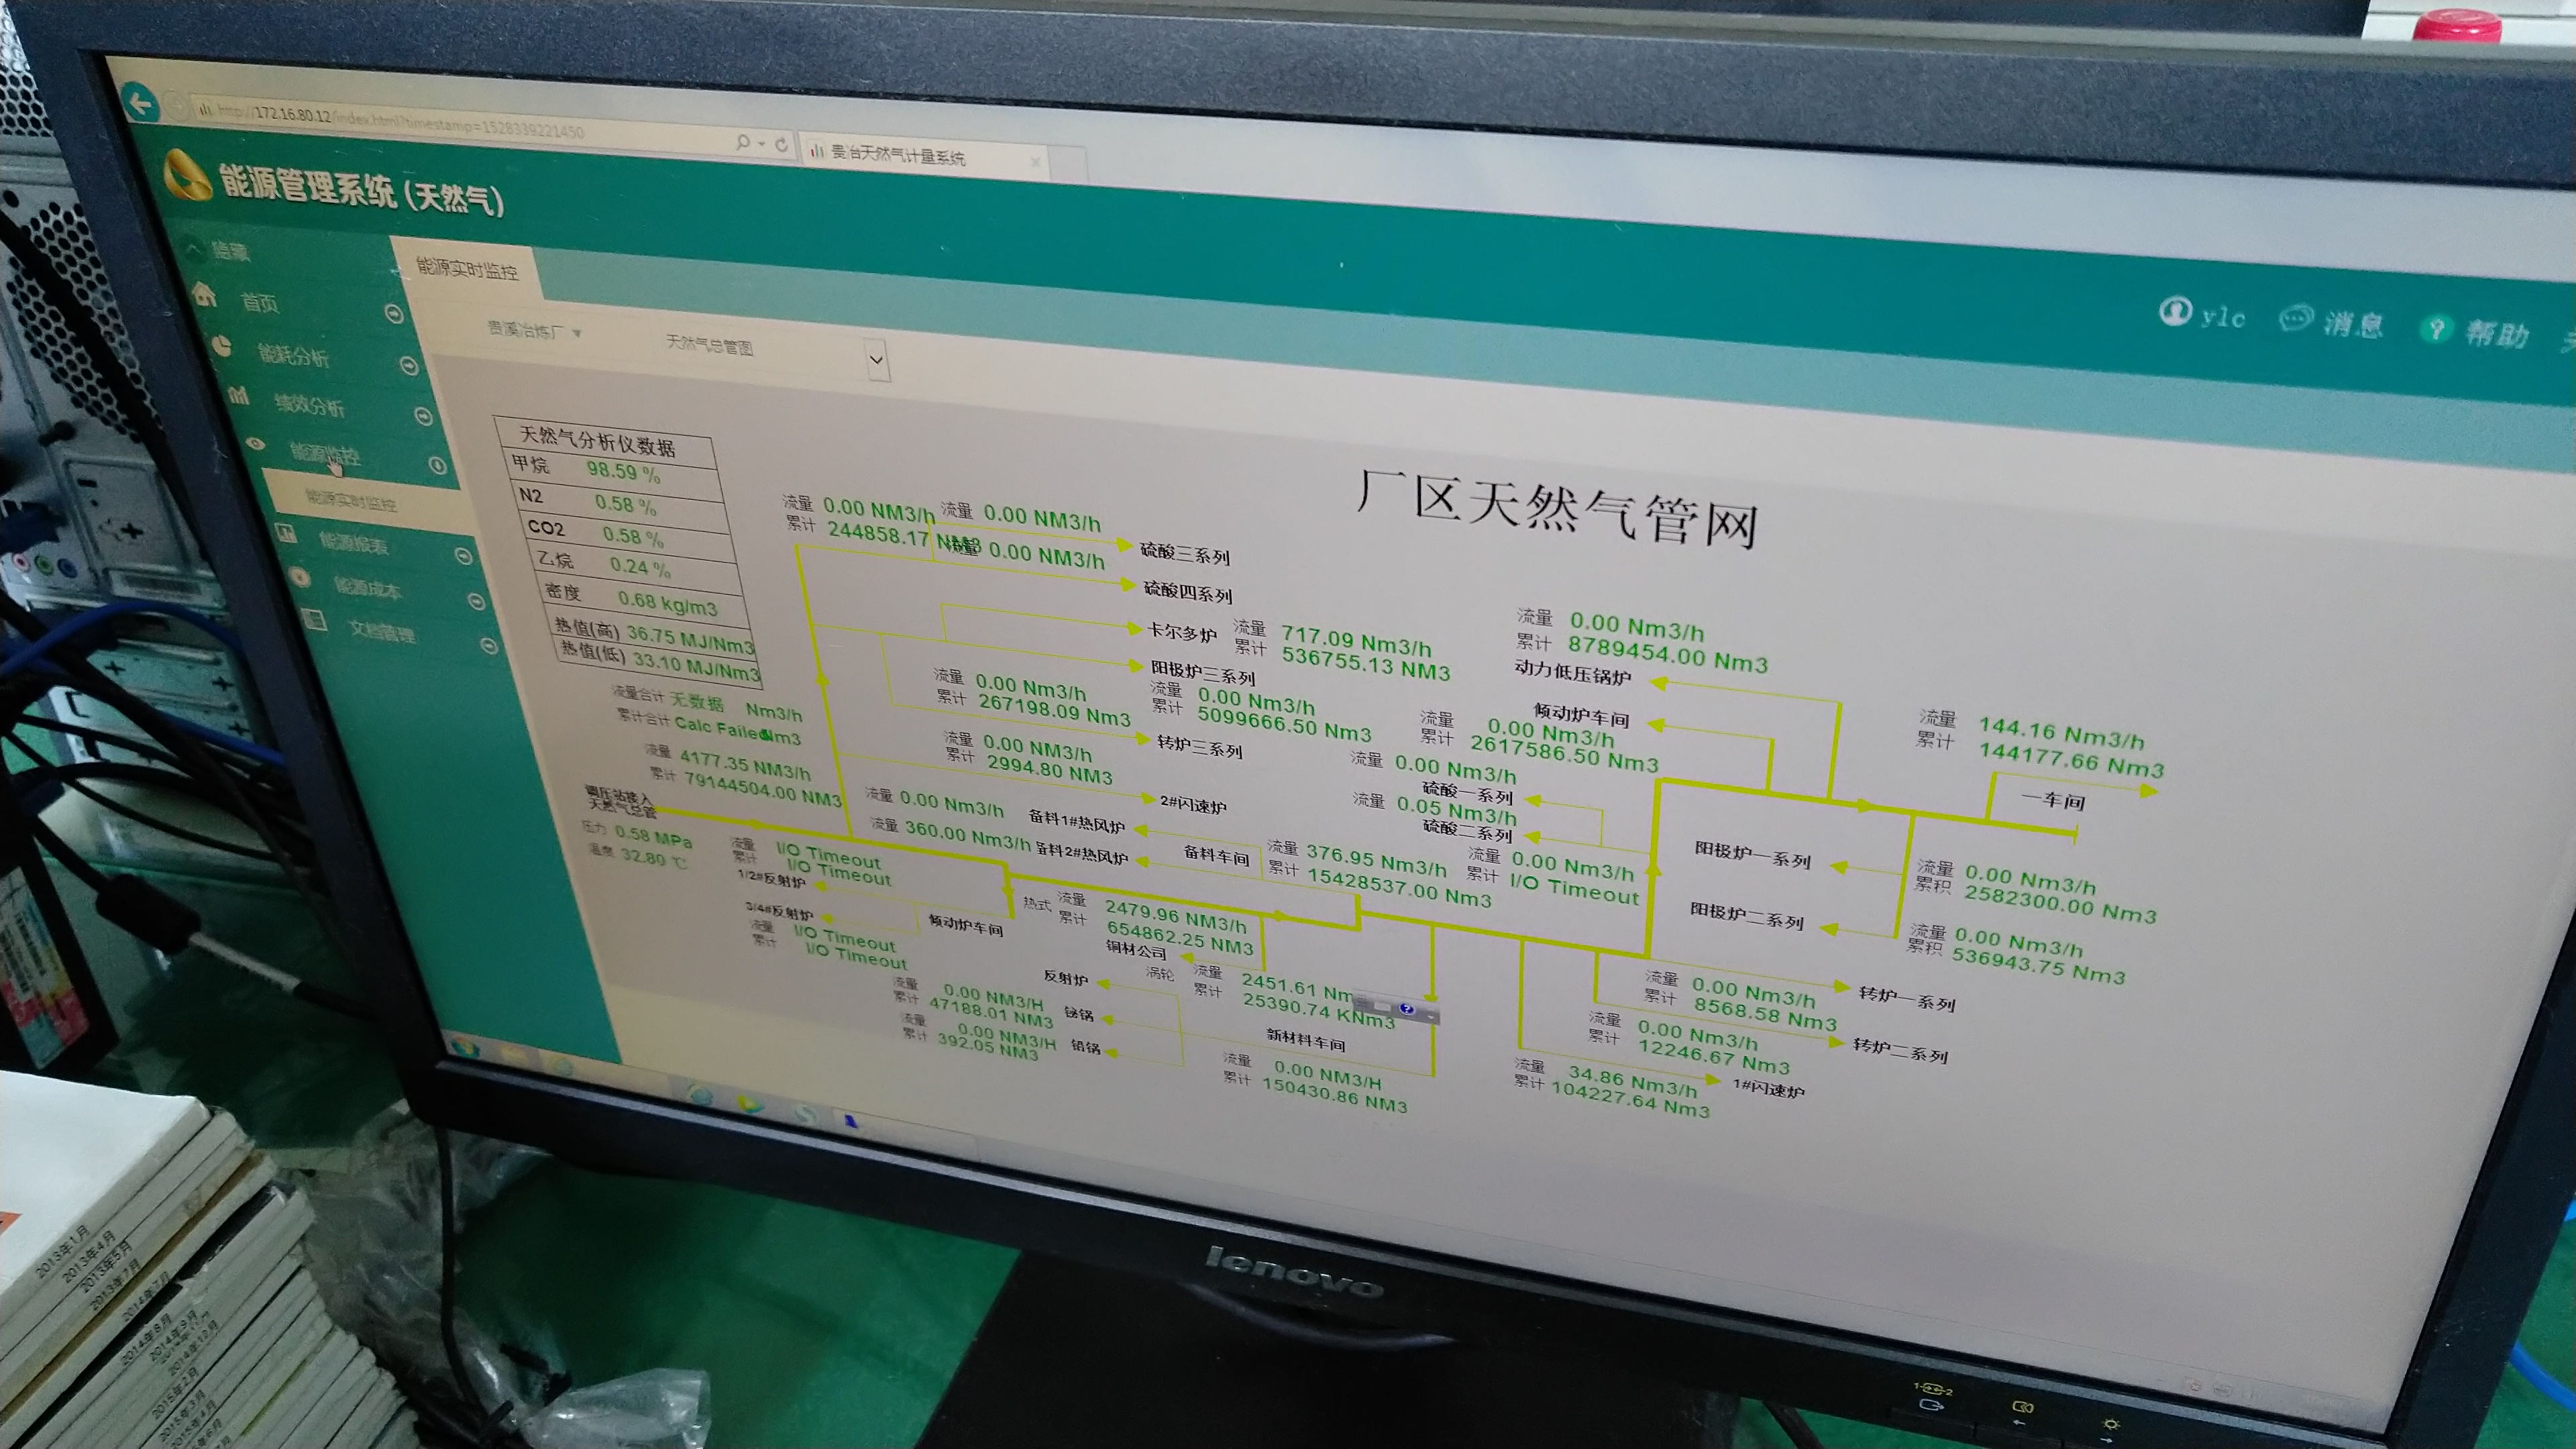 http://172.16.80.12/index.html?timestamp=1528339221450
贵冶天然气计量系统
能源管理系统(天然气)
ylc 消息 帮助
隐藏
首页
能耗分析
绩效分析
能源监控
能源实时监控
能源报表
能源成本
文档管理
能源实时监控
贵溪冶炼厂
天然气总管图
厂区天然气管网
天然气分析仪数据
甲烷 98.59 %
N2 0.58 %
CO2 0.58 %
乙烷 0.24 %
密度 0.68 kg/m3
热值(高) 36.75 MJ/Nm3
热值(低) 33.10 MJ/Nm3
流量合计 无数据 Nm3/h
累计合计 Calc Failed Nm3
流量 4177.35 NM3/h
累计 79144504.00 NM3
调压站接入
天然气总管
压力 0.58 MPa
温度 32.80 ℃
流量 0.00 NM3/h
累计 244858.17 NM3
流量 0.00 NM3/h
硫酸三系列
流量 0.00 NM3/h
硫酸四系列
卡尔多炉
流量 717.09 Nm3/h
累计 536755.13 NM3
阳极炉三系列
流量 0.00 Nm3/h
累计 5099666.50 Nm3
流量 0.00 Nm3/h
累计 267198.09 Nm3
转炉三系列
流量 0.00 Nm3/h
累计 2994.80 NM3
2#闪速炉
流量 0.00 Nm3/h
备料1#热风炉
流量 360.00 Nm3/h
备料2#热风炉
备料车间
流量 376.95 Nm3/h
累计 15428537.00 Nm3
流量 I/O Timeout
累计 I/O Timeout
1/2#反射炉
3/4#反射炉
流量 I/O Timeout
累计 I/O Timeout
倾动炉车间
热式 流量 2479.96 NM3/h
累计 654862.25 NM3
铜材公司
涡轮 流量 2451.61 Nm
累计 25390.74 KNm3
反射炉
流量 0.00 NM3/H
累计 47188.01 NM3
铋锅
流量 0.00 NM3/H
累计 392.05 NM3
铅锅
新材料车间
流量 0.00 NM3/H
累计 150430.86 NM3
流量 0.00 Nm3/h
累计 8789454.00 Nm3
动力低压锅炉
倾动炉车间
流量 0.00 Nm3/h
累计 2617586.50 Nm3
流量 0.00 Nm3/h
硫酸一系列
流量 0.05 Nm3/h
硫酸二系列
流量 0.00 Nm3/h
累计 I/O Timeout
流量 144.16 Nm3/h
累计 144177.66 Nm3
一车间
阳极炉一系列
流量 0.00 Nm3/h
累积 2582300.00 Nm3
阳极炉二系列
流量 0.00 Nm3/h
累积 536943.75 Nm3
流量 0.00 Nm3/h
累计 8568.58 Nm3
转炉一系列
流量 0.00 Nm3/h
累计 12246.67 Nm3
转炉二系列
流量 34.86 Nm3/h
累计 104227.64 Nm3
1#闪速炉
lenovo
2013年1月
2013年4月
2013年5月
2013年7月
2014年8月
2014年9月
2014年12月
2015年2月
2015年3月